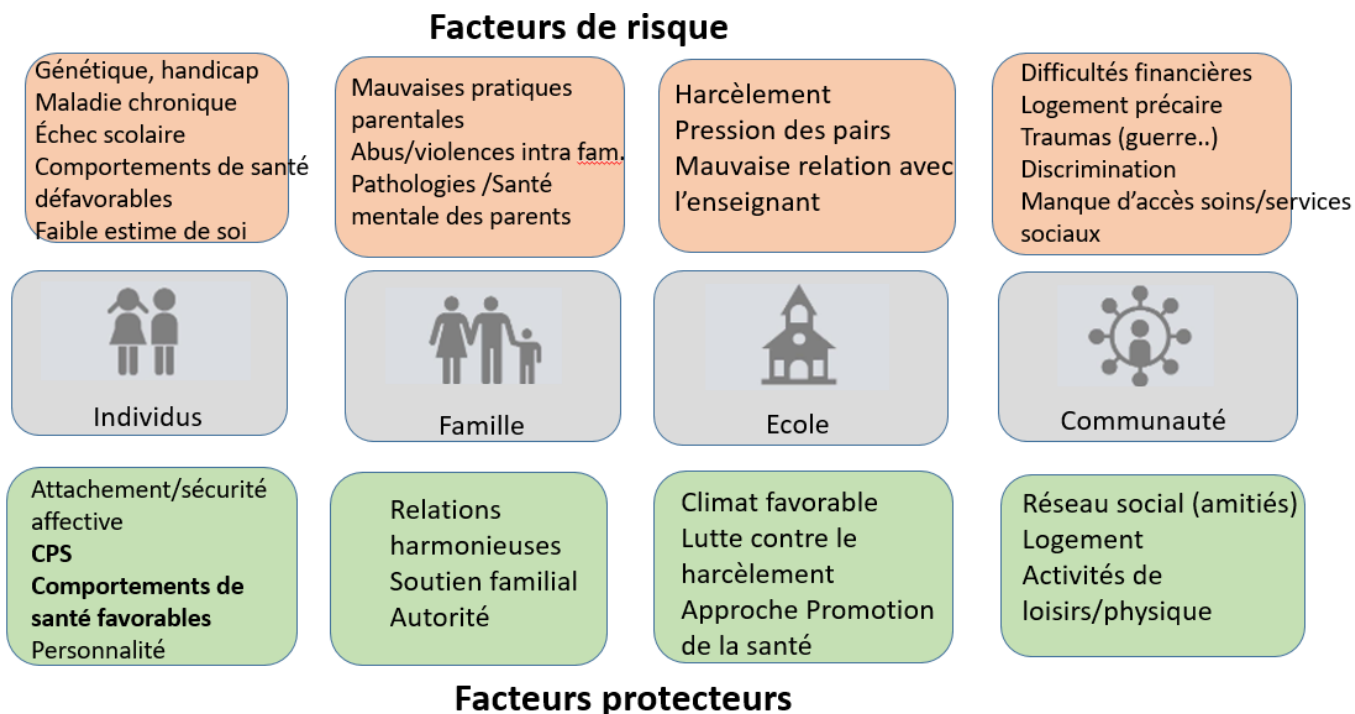 Facteurs de risque
Génétique, handicap
Maladie chronique
Échec scolaire
Comportements de santé
défavorables
Faible estime de soi
Mauvaises pratiques
parentales
Abus/violences intra fam.
Pathologies /Santé
mentale des parents
Harcèlement
Pression des pairs
Mauvaise relation avec
l’enseignant
Difficultés financières
Logement précaire
Traumas (guerre..)
Discrimination
Manque d’accès soins/services
sociaux
Individus
Famille
Ecole
Communauté
Attachement/sécurité
affective
CPS
Comportements de
santé favorables
Personnalité
Relations
harmonieuses
Soutien familial
Autorité
Climat favorable
Lutte contre le
harcèlement
Approche Promotion
de la santé
Réseau social (amitiés)
Logement
Activités de
loisirs/physique
Facteurs protecteurs